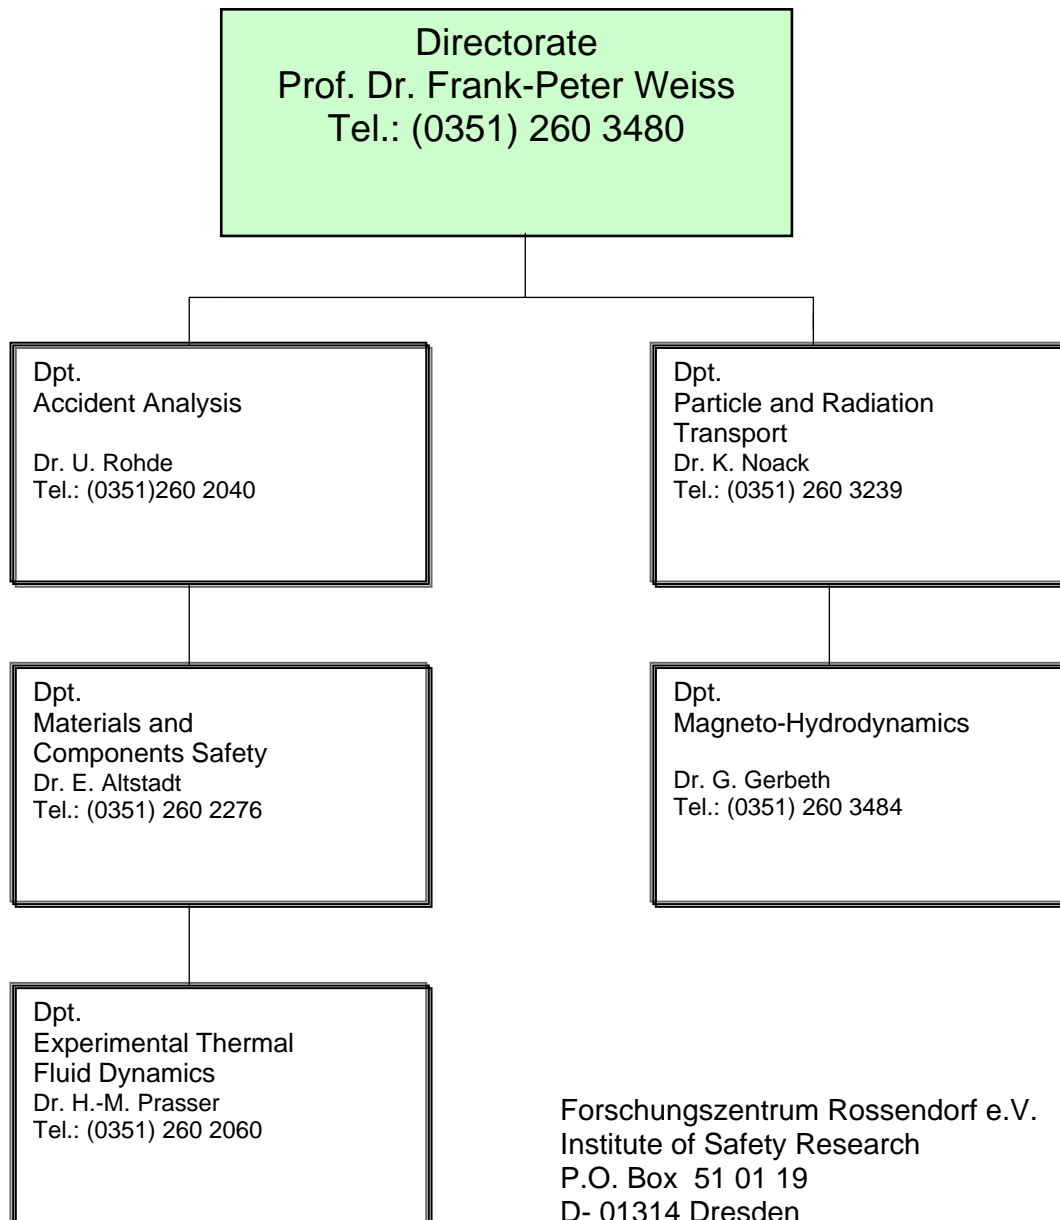 Directorate
Prof. Dr. Frank-Peter Weiss
Tel.: (0351) 260 3480
Dpt.
Accident Analysis
Dr. U. Rohde
Tel.: (0351)260 2040
Dpt.
Particle and Radiation
Transport
Dr. K. Noack
Tel.: (0351) 260 3239
Dpt.
Materials and
Components Safety
Dr. E. Altstadt
Tel.: (0351) 260 2276
Dpt.
Magneto-Hydrodynamics
Dr. G. Gerbeth
Tel.: (0351) 260 3484
Dpt.
Experimental Thermal
Fluid Dynamics
Dr. H.-M. Prasser
Tel.: (0351) 260 2060
Forschungszentrum Rossendorf e.V.
Institute of Safety Research
P.O. Box  51 01 19
D- 01314 Dresden